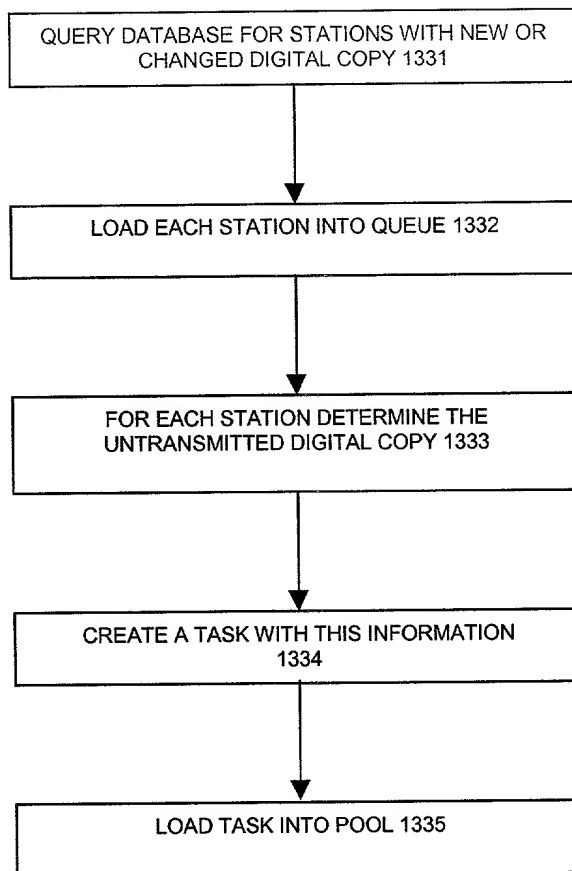 QUERY DATABASE FOR STATIONS WITH NEW OR
CHANGED DIGITAL COPY 1331
LOAD EACH STATION INTO QUEUE 1332
FOR EACH STATION DETERMINE THE
UNTRANSMITTED DIGITAL COPY 1333
CREATE A TASK WITH THIS INFORMATION
1334
LOAD TASK INTO POOL 1335